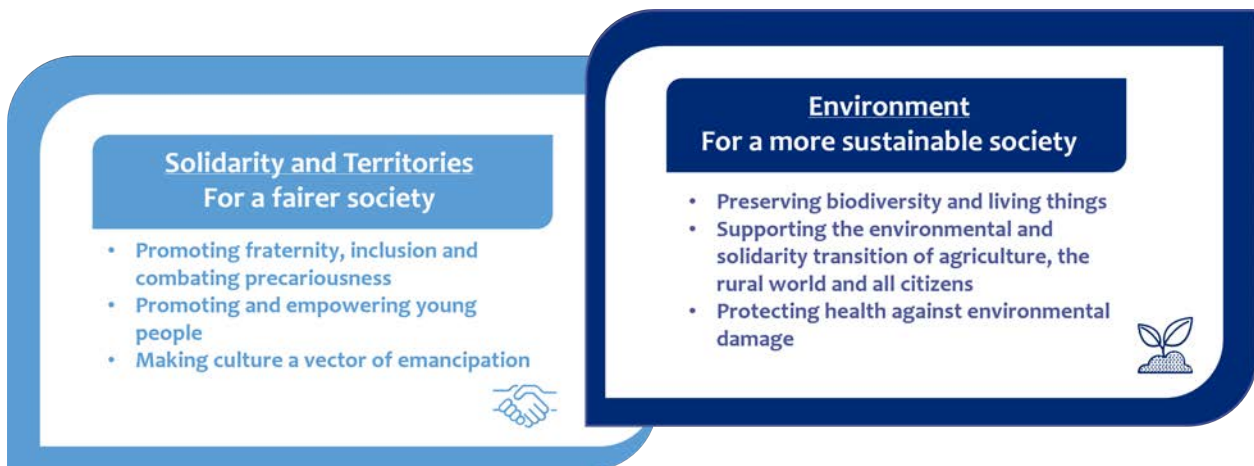 Solidarity and Territories
For a fairer society
• Promoting fraternity, inclusion and
combating precariousness
• Promoting and empowering young
people
• Making culture a vector of emancipation
Environment
For a more sustainable society
• Preserving biodiversity and living things
• Supporting the environmental and
solidarity transition of agriculture, the
rural world and all citizens
• Protecting health against environmental
damage